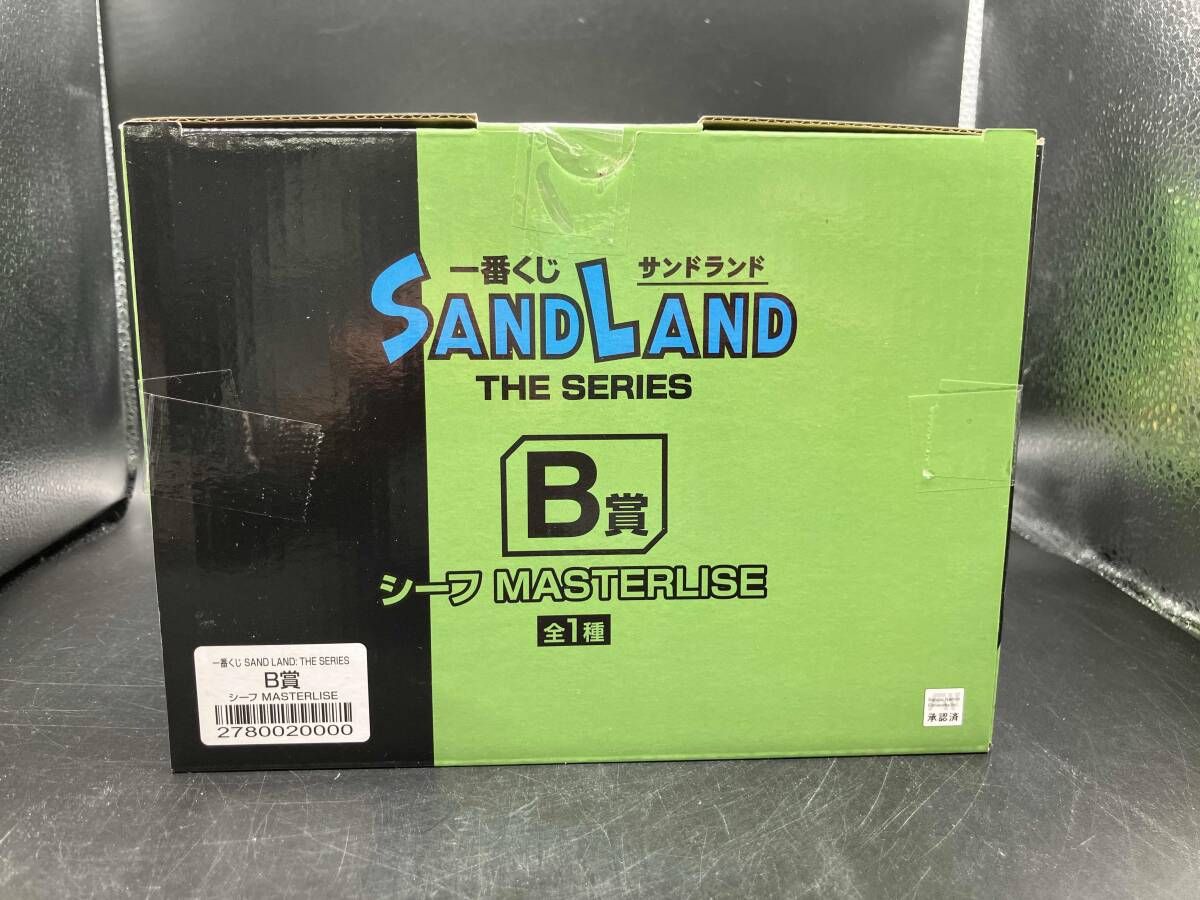 一番くじ サンドランド
SANDLAND
THE SERIES
B賞
シーフ MASTERLISE
全1種
一番くじ SAND LAND: THE SERIES
B賞
シーフ MASTERLISE
2780020000
承認済